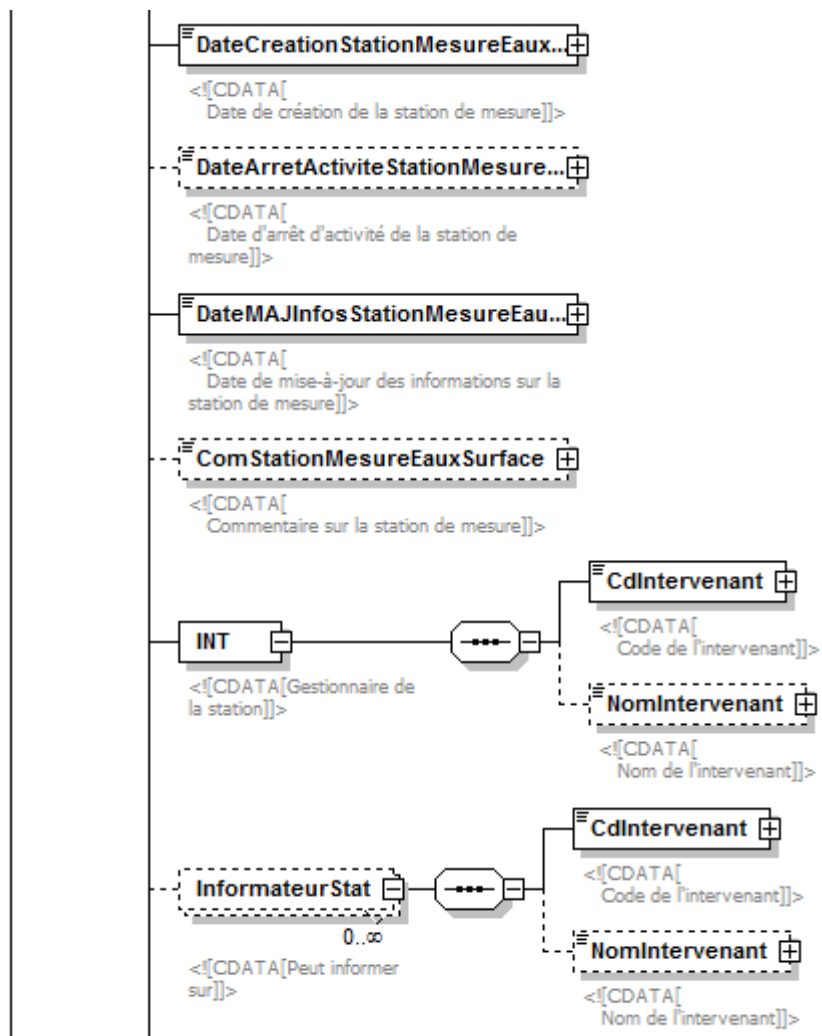 DateCreationStationMesureEaux...
<![CDATA[
Date de création de la station de mesure]]>
DateArretActiviteStationMesure...
<![CDATA[
Date d'arrêt d'activité de la station de
mesure]]>
DateMAJInfosStationMesureEau...
<![CDATA[
Date de mise-à-jour des informations sur la
station de mesure]]>
ComStationMesureEauxSurface
<![CDATA[
Commentaire sur la station de mesure]]>
INT
<![CDATA[Gestionnaire de
la station]]>
CdIntervenant
<![CDATA[
Code de l'intervenant]]>
NomIntervenant
<![CDATA[
Nom de l'intervenant]]>
InformateurStat
0..∞
<![CDATA[Peut informer
sur]]>
CdIntervenant
<![CDATA[
Code de l'intervenant]]>
NomIntervenant
<![CDATA[
Nom de l'intervenant]]>